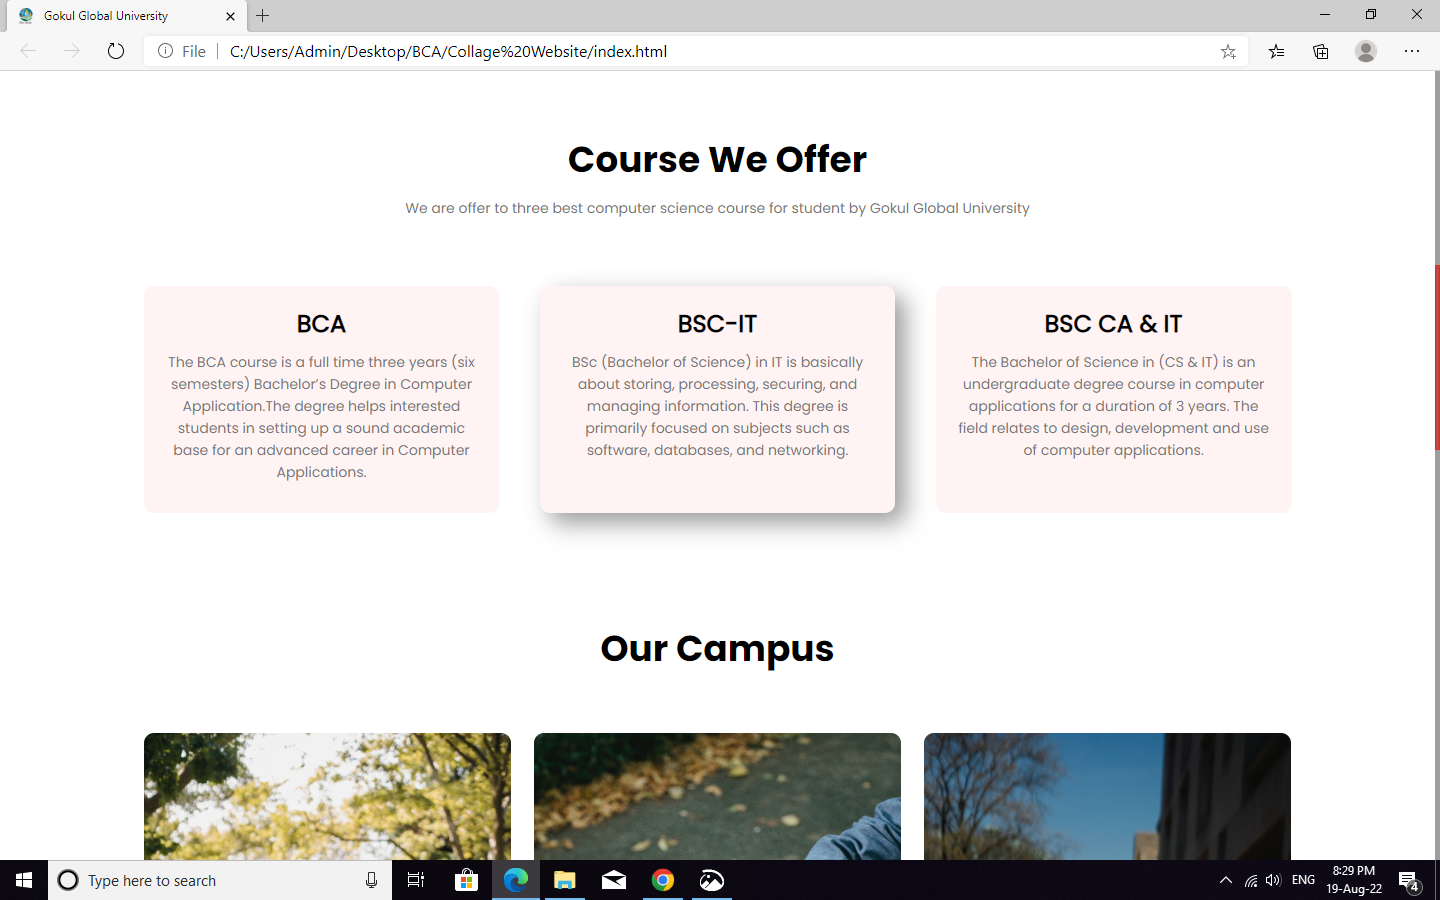 Gokul Global University
File
C:/Users/Admin/Desktop/BCA/Collage%20Website/index.html
Course We Offer
We are offer to three best computer science course for student by Gokul Global University
BCA
The BCA course is a full time three years (six
semesters) Bachelor's Degree in Computer
Application.The degree helps interested
students in setting up a sound academic
base for an advanced career in Computer
Applications.
BSC-IT
BSc (Bachelor of Science) in IT is basically
about storing, processing, securing, and
managing information. This degree is
primarily focused on subjects such as
software, databases, and networking.
BSC CA & IT
The Bachelor of Science in (CS & IT) is an
undergraduate degree course in computer
applications for a duration of 3 years. The
field relates to design, development and use
of computer applications.
Our Campus
Type here to search
ENG
8:29 PM
19-Aug-22
4